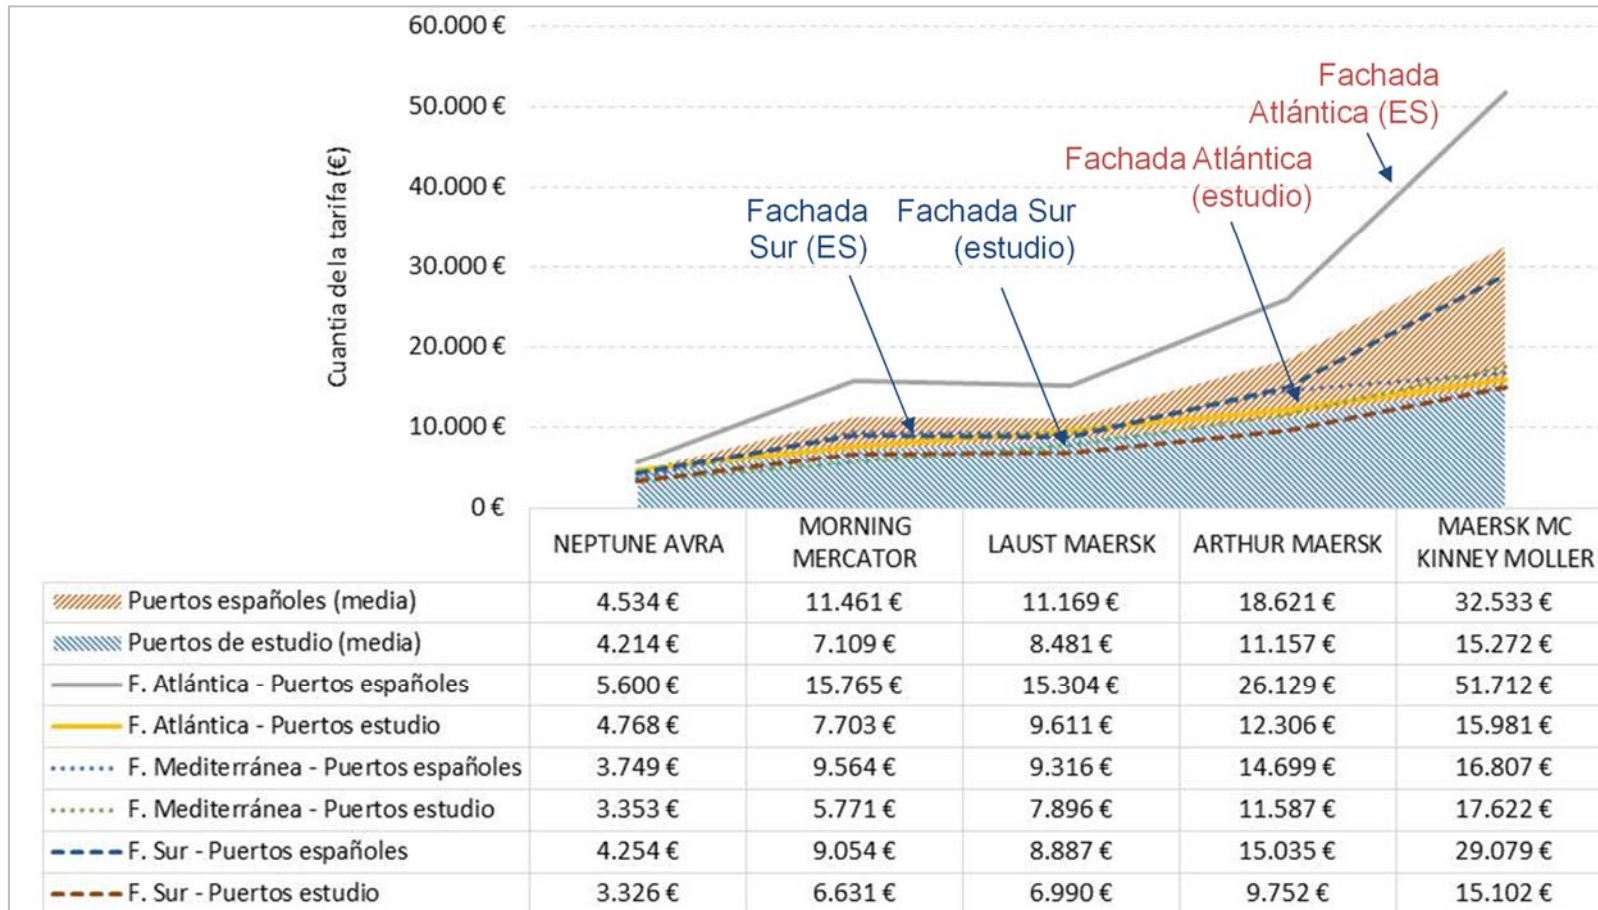 60.000 €
50.000 €
40.000 €
30.000 €
20.000 €
10.000 €
0 €
Cuantia de la tarifa (€)
Fachada
Atlántica (ES)
Fachada Atlántica
(estudio)
Fachada
Sur (ES)
Fachada Sur
(estudio)
NEPTUNE AVRA
MORNING
MERCATOR
LAUST MAERSK
ARTHUR MAERSK
MAERSK MC
KINNEY MOLLER
Puertos españoles (media) 4.534 € 11.461 € 11.169 € 18.621 € 32.533 €
Puertos de estudio (media) 4.214 € 7.109 € 8.481 € 11.157 € 15.272 €
F. Atlántica - Puertos españoles 5.600 € 15.765 € 15.304 € 26.129 € 51.712 €
F. Atlántica - Puertos estudio 4.768 € 7.703 € 9.611 € 12.306 € 15.981 €
F. Mediterránea - Puertos españoles 3.749 € 9.564 € 9.316 € 14.699 € 16.807 €
F. Mediterránea - Puertos estudio 3.353 € 5.771 € 7.896 € 11.587 € 17.622 €
F. Sur - Puertos españoles 4.254 € 9.054 € 8.887 € 15.035 € 29.079 €
F. Sur - Puertos estudio 3.326 € 6.631 € 6.990 € 9.752 € 15.102 €